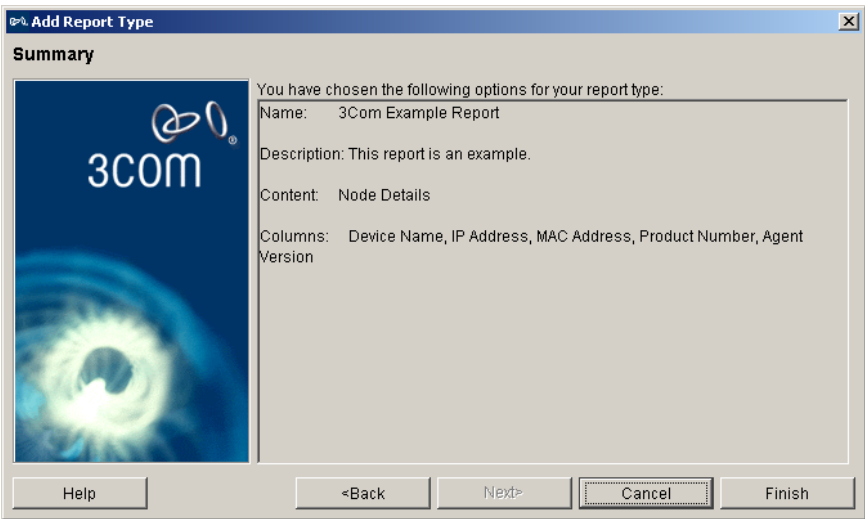 Add Report Type
Summary
You have chosen the following options for your report type:
Name: 3Com Example Report
Description: This report is an example.
Content: Node Details
Columns: Device Name, IP Address, MAC Address, Product Number, Agent
Version
3com
®
Help <Back Next> Cancel Finish